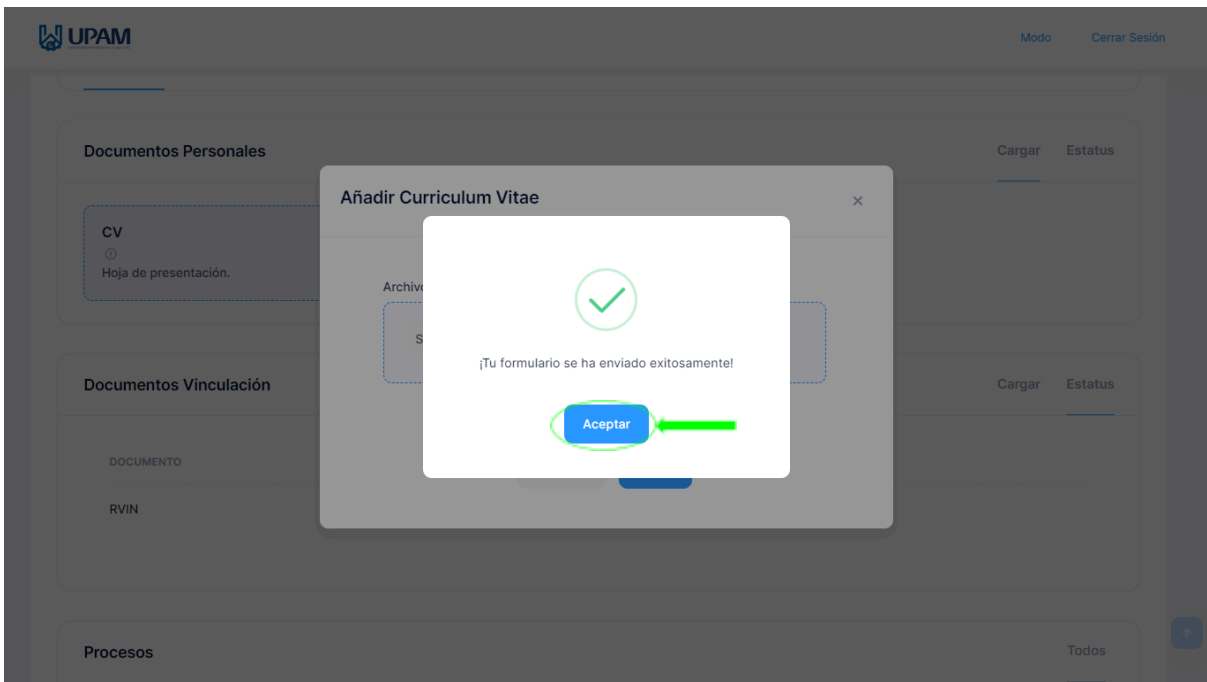 UPAM
Modo Cerrar Sesión
Documentos Personales Cargar Estatus
Añadir Curriculum Vitae ×
CV
Hoja de presentación.
¡Tu formulario se ha enviado exitosamente!
Documentos Vinculación Cargar Estatus
Aceptar
DOCUMENTO
RVIN
Procesos Todos